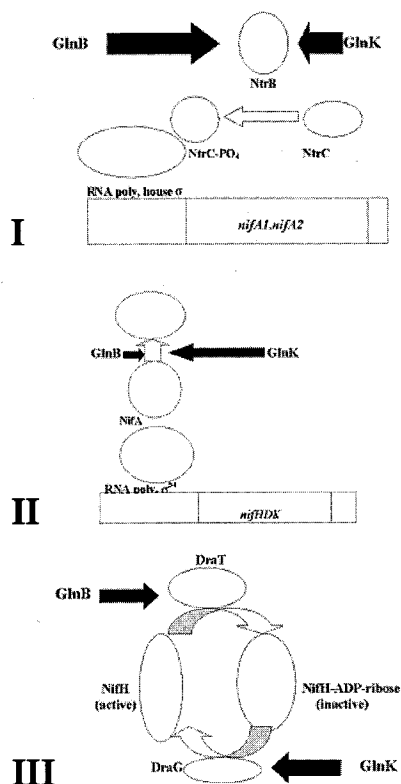 GlnB
GlnK
NtrB
NtrC-PO₄
NtrC
RNA poly, house σ
I
nifA1,nifA2
GlnB
GlnK
NifA
RNA poly, σ⁵⁴
II
nifHDK
DraT
GlnB
NifH
(active)
NifH-ADP-ribose
(inactive)
III
DraG
GlnK